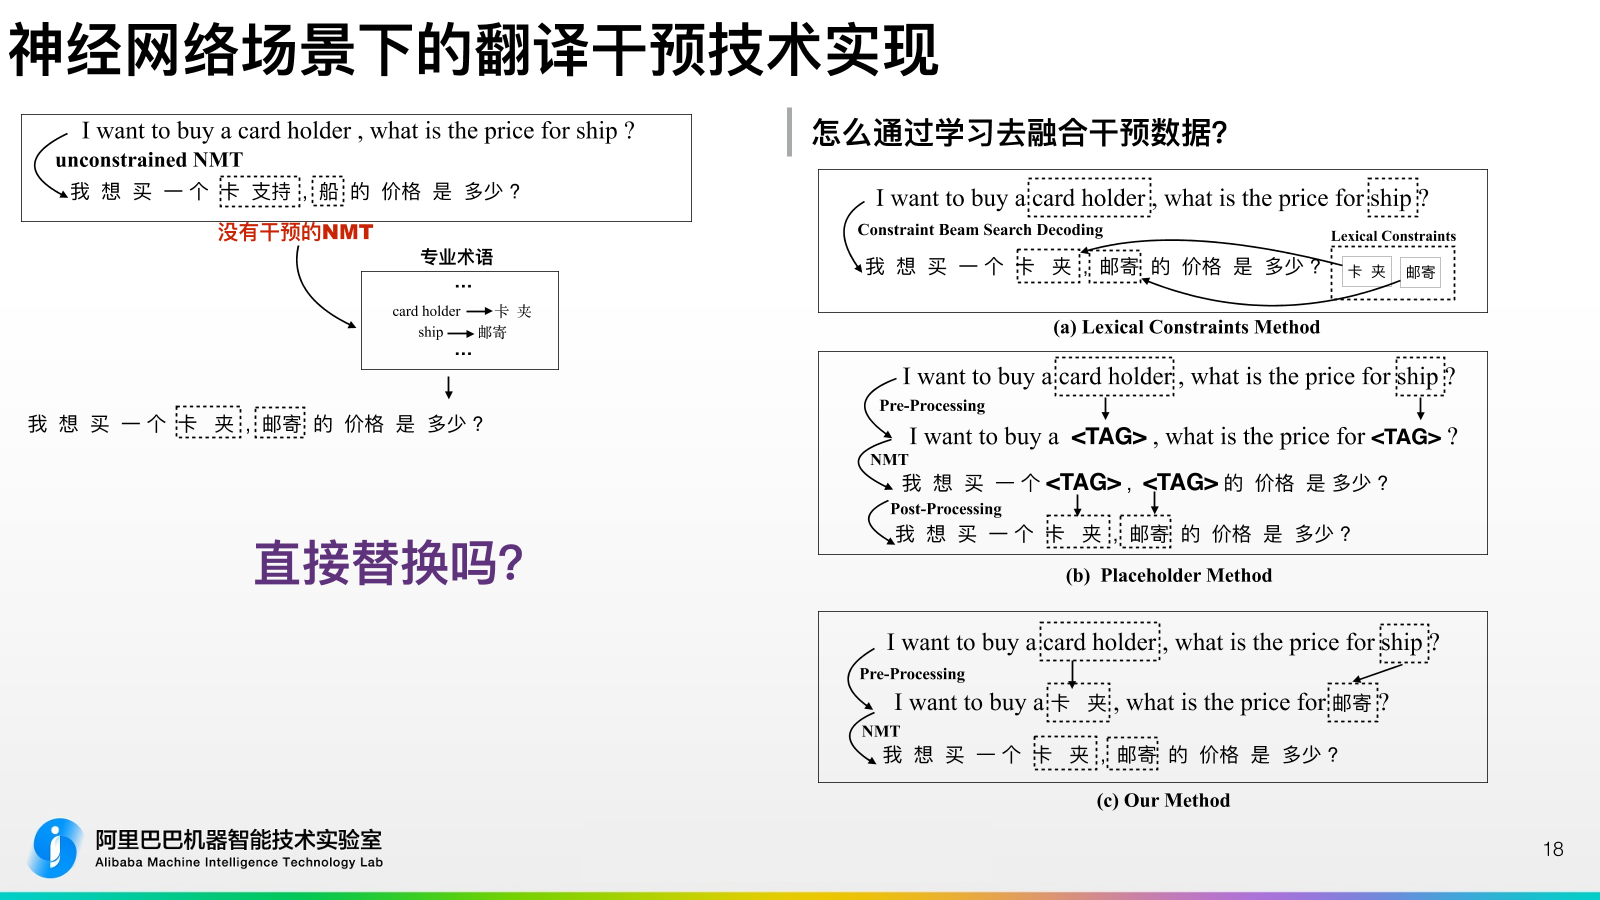 神经网络场景下的翻译干预技术实现
I want to buy a card holder , what is the price for ship ?
unconstrained NMT
我 想 买 一 个 卡 支持 , 船 的 价格 是 多少 ?
没有干预的NMT
专业术语
...
card holder 卡 夹
ship 邮寄
...
我 想 买 一 个 卡 夹 , 邮寄 的 价格 是 多少 ?
直接替换吗?
怎么通过学习去融合干预数据?
I want to buy a card holder , what is the price for ship ?
Constraint Beam Search Decoding
Lexical Constraints
我 想 买 一 个 卡 夹 , 邮寄 的 价格 是 多少 ?
卡 夹 邮寄
(a) Lexical Constraints Method
I want to buy a card holder , what is the price for ship ?
Pre-Processing
I want to buy a <TAG> , what is the price for <TAG> ?
NMT
我 想 买 一 个 <TAG> , <TAG> 的 价格 是 多少 ?
Post-Processing
我 想 买 一 个 卡 夹 , 邮寄 的 价格 是 多少 ?
(b) Placeholder Method
I want to buy a card holder , what is the price for ship ?
Pre-Processing
I want to buy a 卡 夹 , what is the price for 邮寄 ?
NMT
我 想 买 一 个 卡 夹 , 邮寄 的 价格 是 多少 ?
(c) Our Method
阿里巴巴机器智能技术实验室
Alibaba Machine Intelligence Technology Lab
18